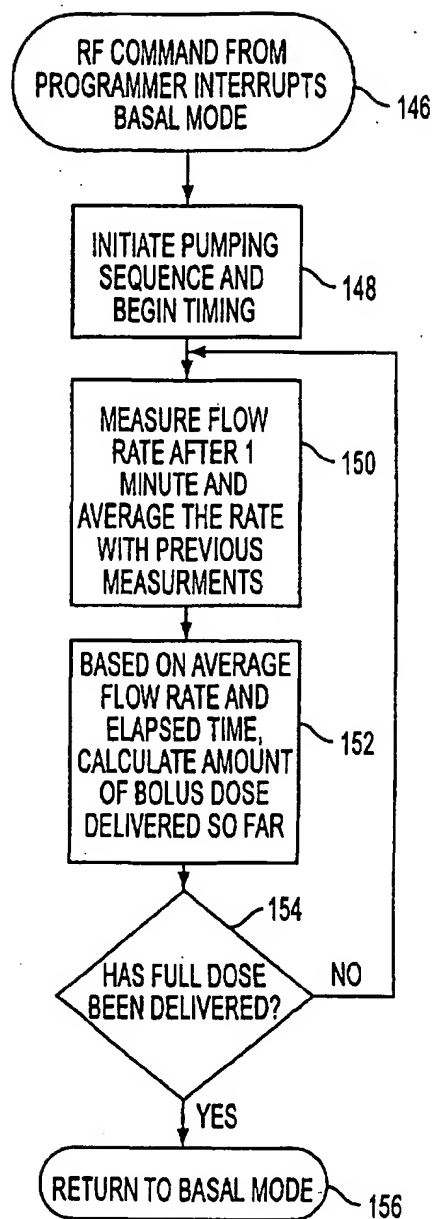 RF COMMAND FROM
PROGRAMMER INTERRUPTS
BASAL MODE
146
INITIATE PUMPING
SEQUENCE AND
BEGIN TIMING
148
MEASURE FLOW
RATE AFTER 1
MINUTE AND
AVERAGE THE RATE
WITH PREVIOUS
MEASURMENTS
150
BASED ON AVERAGE
FLOW RATE AND
ELAPSED TIME,
CALCULATE AMOUNT
OF BOLUS DOSE
DELIVERED SO FAR
152
154
HAS FULL DOSE
BEEN DELIVERED?
NO
YES
RETURN TO BASAL MODE
156